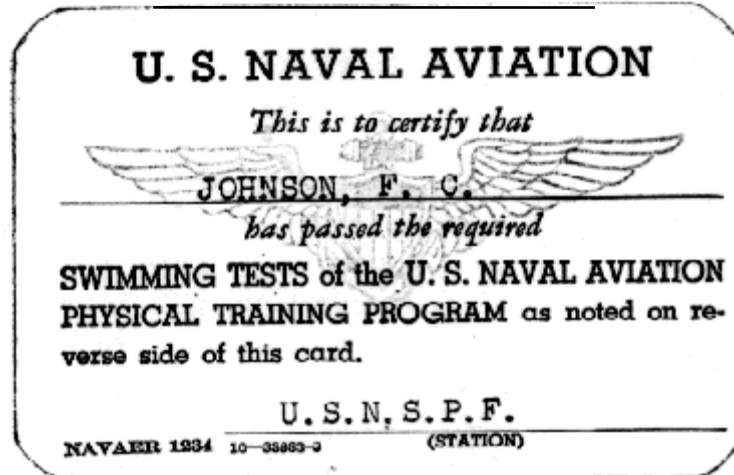 U. S. NAVAL AVIATION
This is to certify that
JOHNSON, F. C.
has passed the required
SWIMMING TESTS of the U. S. NAVAL AVIATION
PHYSICAL TRAINING PROGRAM as noted on re-
verse side of this card.
U.S.N.S.P.F.
NAVAER 1234 (STATION)